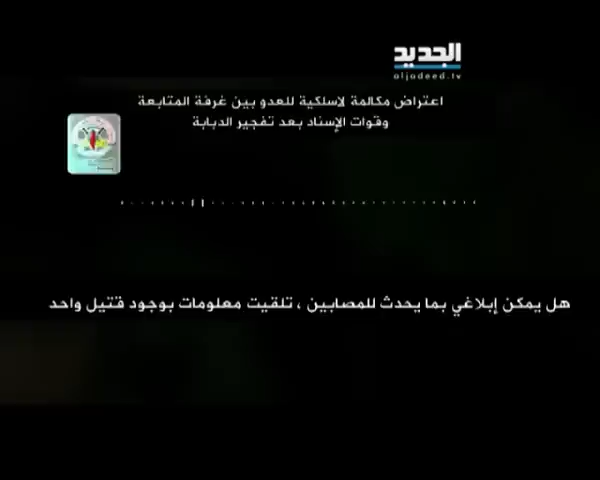 الجديد
aljadeed.tv
اعتراض مكالمة لاسلكية للعدو بين غرفة المتابعة
وقوات الإسناد بعد تفجير الدبابة
هل يمكن إبلاغي بما يحدث للمصابين ، تلقيت معلومات بوجود قتيل واحد